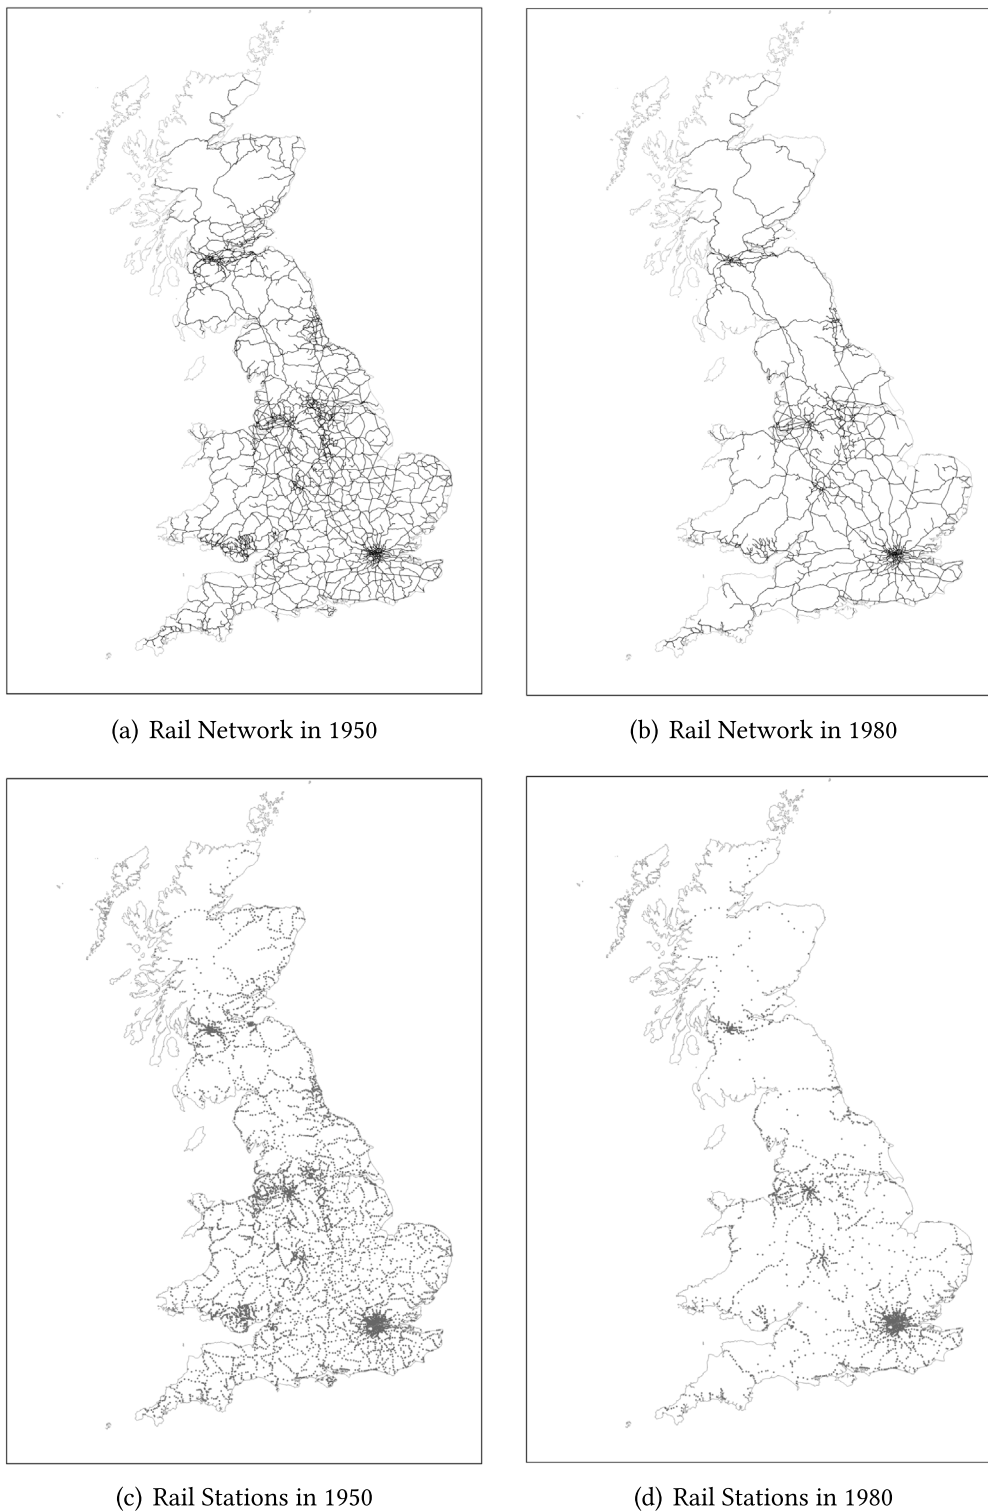 (a) Rail Network in 1950
(b) Rail Network in 1980
(c) Rail Stations in 1950
(d) Rail Stations in 1980